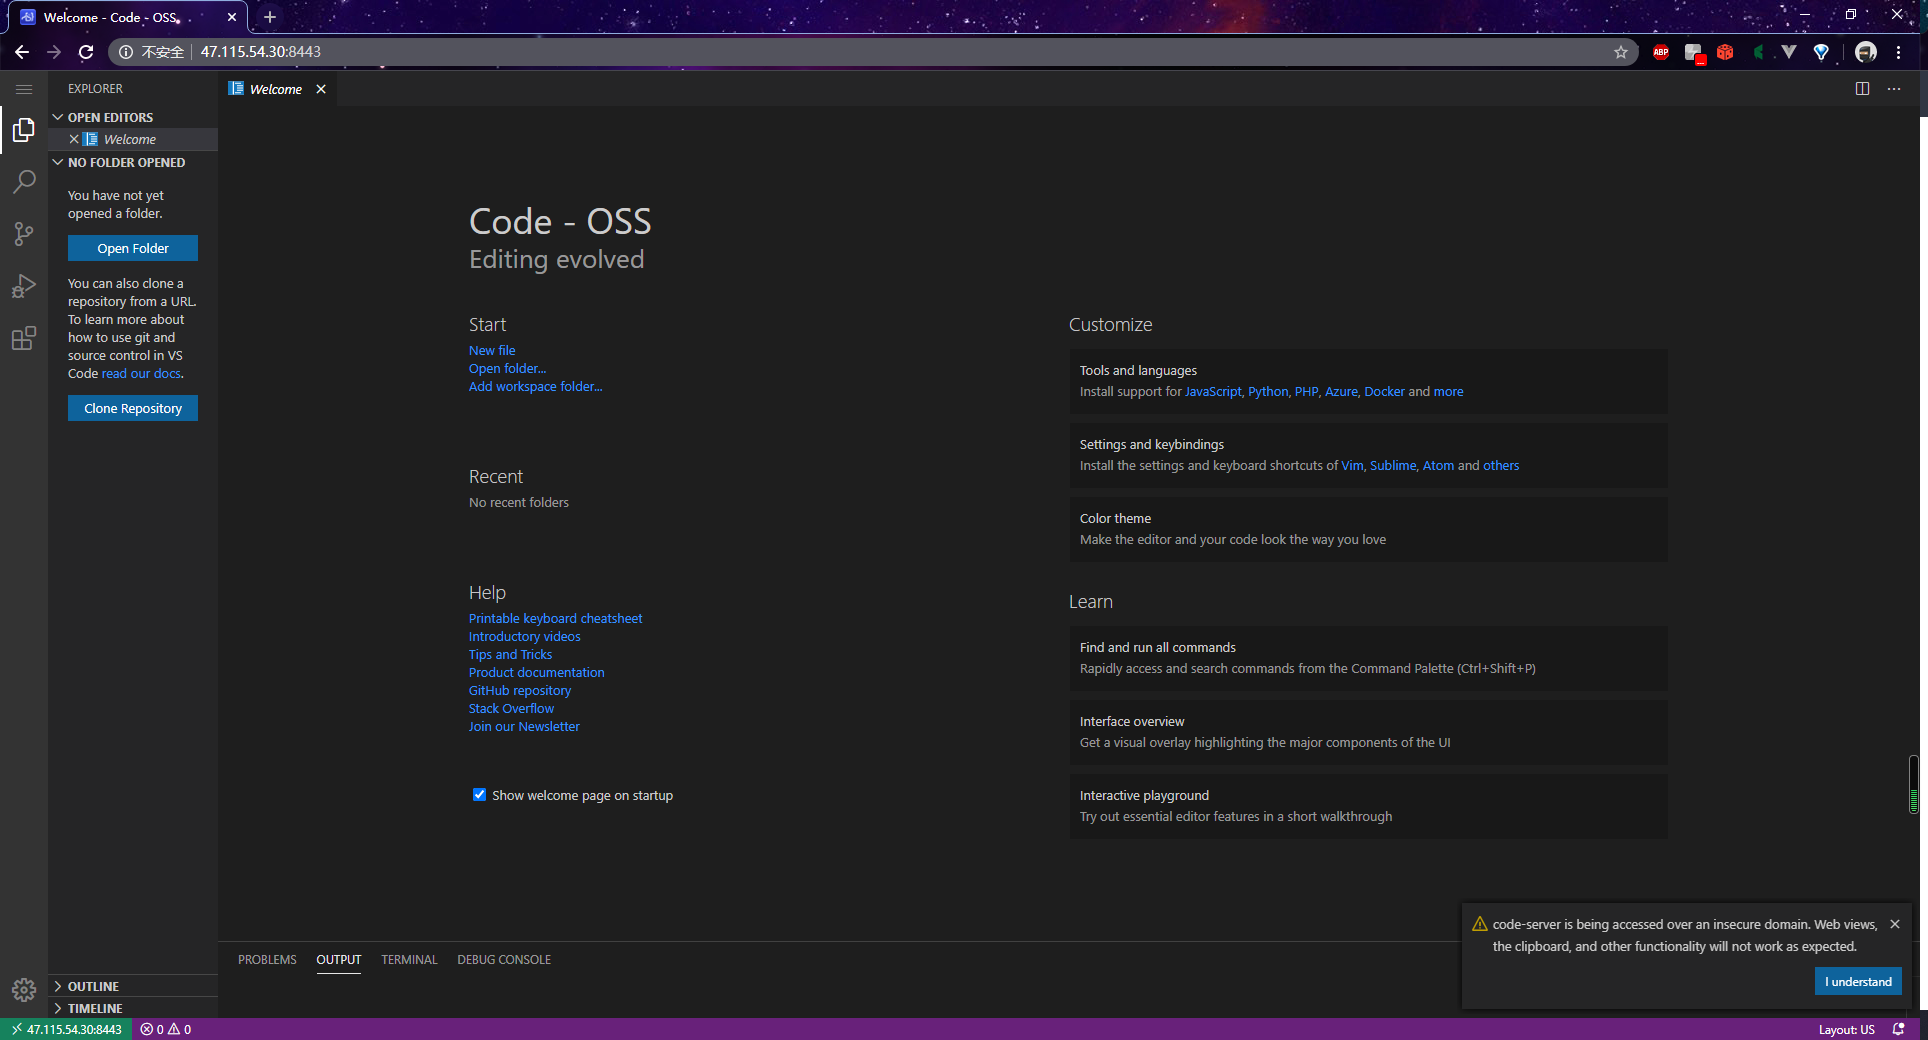 Welcome - Code - OSS
不安全
47.115.54.30:8443
ABP
EXPLORER
OPEN EDITORS
Welcome
NO FOLDER OPENED
You have not yet
opened a folder.
Open Folder
You can also clone a
repository from a URL.
To learn more about
how to use git and
source control in VS
Code read our docs.
Clone Repository
OUTLINE
TIMELINE
Welcome
Code - OSS
Editing evolved
Start
New file
Open folder...
Add workspace folder...
Recent
No recent folders
Help
Printable keyboard cheatsheet
Introductory videos
Tips and Tricks
Product documentation
GitHub repository
Stack Overflow
Join our Newsletter
Show welcome page on startup
Customize
Tools and languages
Install support for JavaScript, Python, PHP, Azure, Docker and more
Settings and keybindings
Install the settings and keyboard shortcuts of Vim, Sublime, Atom and others
Color theme
Make the editor and your code look the way you love
Learn
Find and run all commands
Rapidly access and search commands from the Command Palette (Ctrl+Shift+P)
Interface overview
Get a visual overlay highlighting the major components of the UI
Interactive playground
Try out essential editor features in a short walkthrough
PROBLEMS
OUTPUT
TERMINAL
DEBUG CONSOLE
code-server is being accessed over an insecure domain. Web views,
the clipboard, and other functionality will not work as expected.
I understand
47.115.54.30:8443
0
0
Layout: US